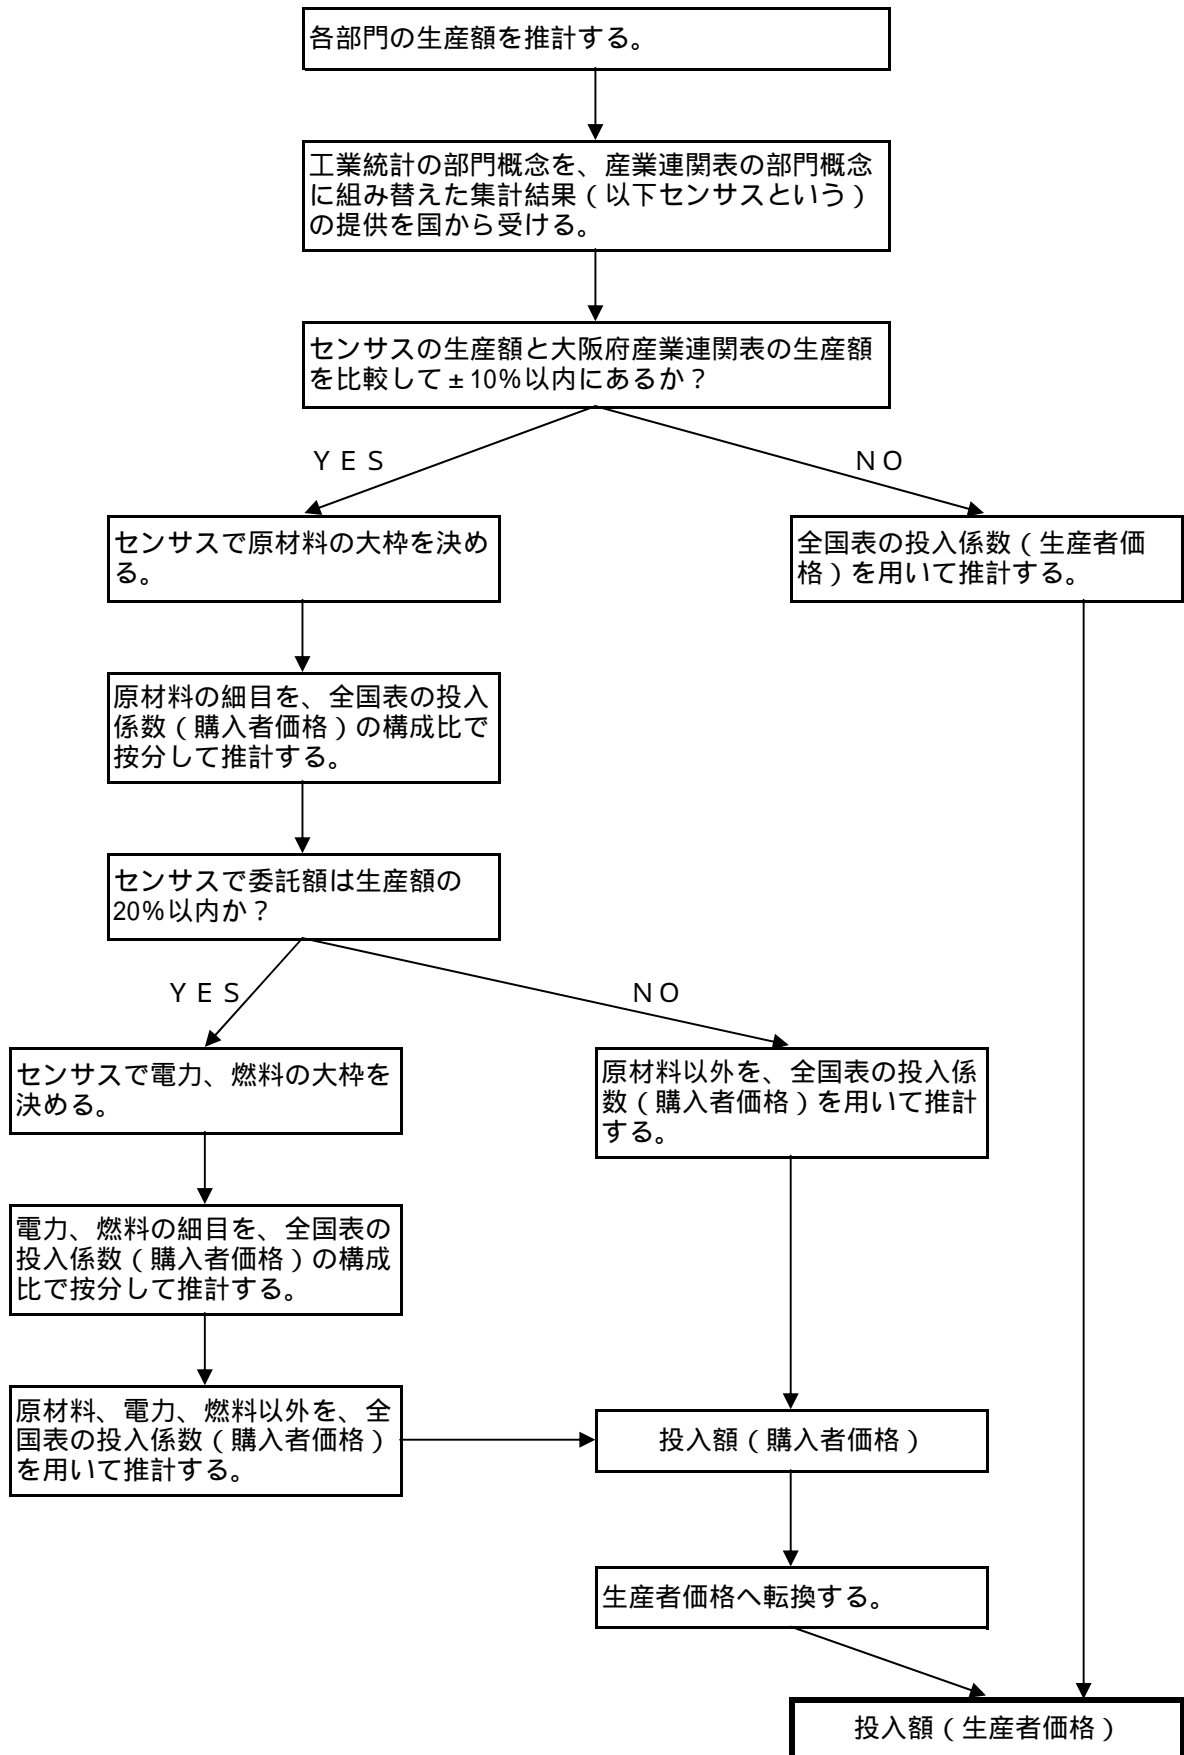 各部門の生産額を推計する。
工業統計の部門概念を、産業連関表の部門概念
に組み替えた集計結果（以下センサスという）
の提供を国から受ける。
センサスの生産額と大阪府産業連関表の生産額
を比較して±10％以内にあるか？
ＹＥＳ
ＮＯ
センサスで原材料の大枠を決め
る。
全国表の投入係数（生産者価
格）を用いて推計する。
原材料の細目を、全国表の投入
係数（購入者価格）の構成比で
按分して推計する。
センサスで委託額は生産額の
20％以内か？
ＹＥＳ
ＮＯ
センサスで電力、燃料の大枠を
決める。
原材料以外を、全国表の投入係
数（購入者価格）を用いて推計
する。
電力、燃料の細目を、全国表の
投入係数（購入者価格）の構成
比で按分して推計する。
原材料、電力、燃料以外を、全
国表の投入係数（購入者価格）
を用いて推計する。
投入額（購入者価格）
生産者価格へ転換する。
投入額（生産者価格）